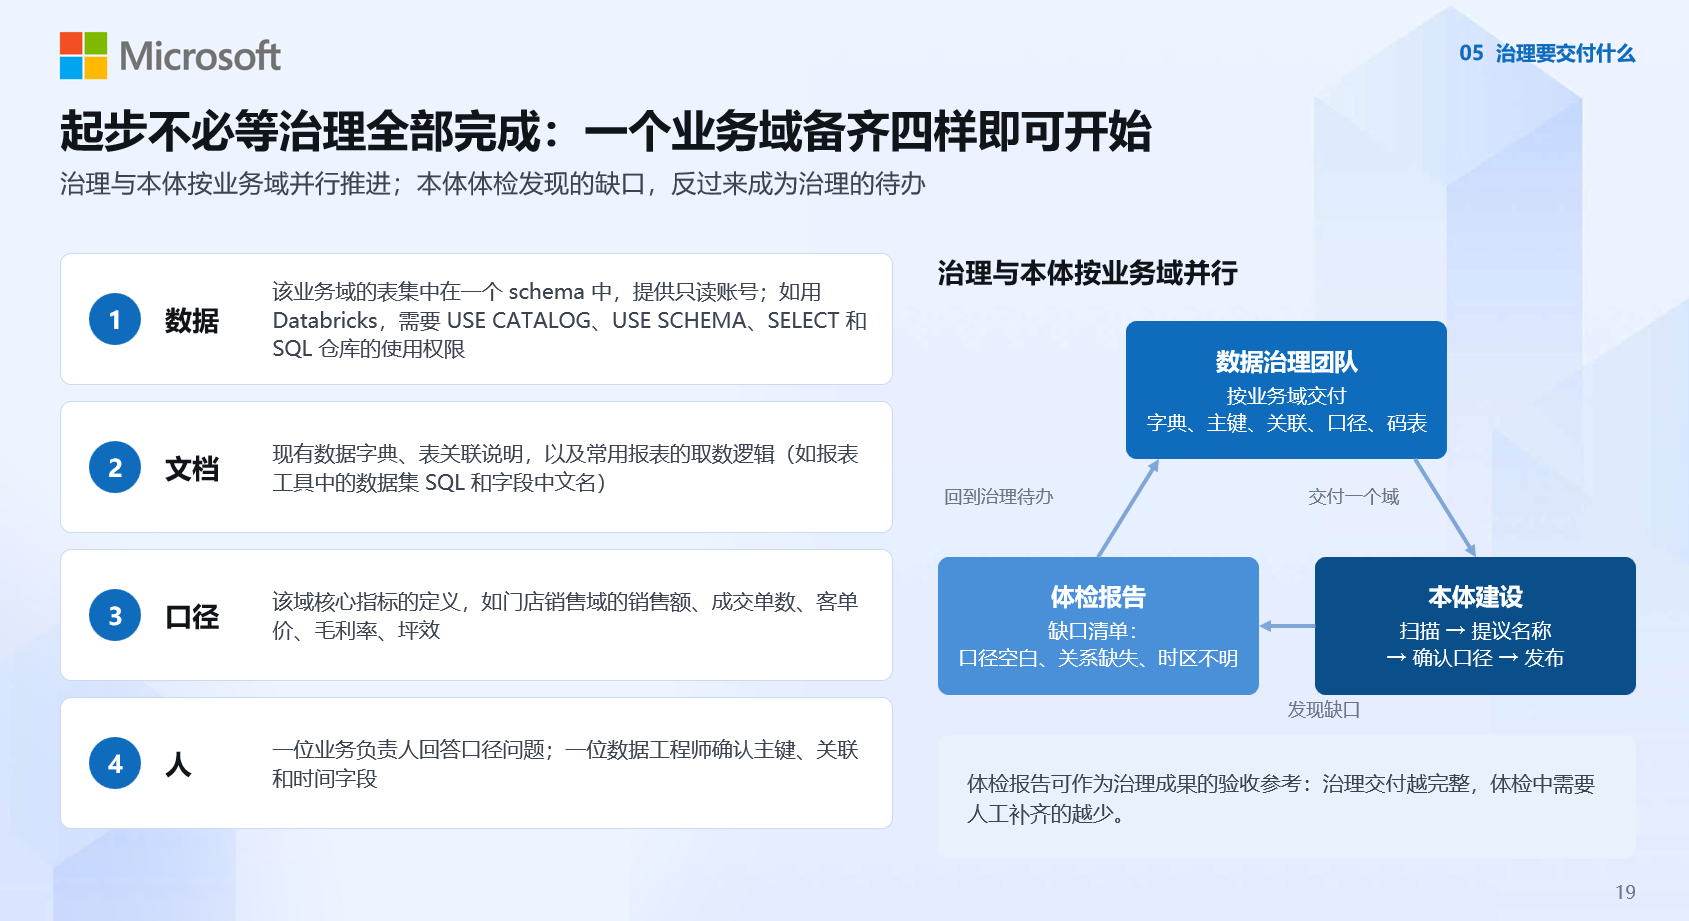 Microsoft
05 治理要交付什么
起步不必等治理全部完成：一个业务域备齐四样即可开始
治理与本体按业务域并行推进；本体体检发现的缺口，反过来成为治理的待办
1
数据
该业务域的表集中在一个 schema 中，提供只读账号；如用
Databricks，需要 USE CATALOG、USE SCHEMA、SELECT 和
SQL 仓库的使用权限
2
文档
现有数据字典、表关联说明，以及常用报表的取数逻辑（如报表
工具中的数据集 SQL 和字段中文名）
3
口径
该域核心指标的定义，如门店销售域的销售额、成交单数、客单
价、毛利率、坪效
4
人
一位业务负责人回答口径问题；一位数据工程师确认主键、关联
和时间字段
治理与本体按业务域并行
数据治理团队
按业务域交付
字典、主键、关联、口径、码表
回到治理待办
交付一个域
体检报告
缺口清单：
口径空白、关系缺失、时区不明
本体建设
扫描 → 提议名称
→ 确认口径 → 发布
发现缺口
体检报告可作为治理成果的验收参考：治理交付越完整，体检中需要
人工补齐的越少。
19